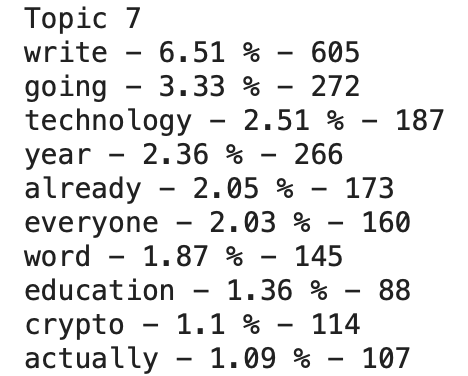 Topic 7
write – 6.51 % – 605
going – 3.33 % – 272
technology – 2.51 % – 187
year – 2.36 % – 266
already – 2.05 % – 173
everyone – 2.03 % – 160
word – 1.87 % – 145
education – 1.36 % – 88
crypto – 1.1 % – 114
actually – 1.09 % – 107